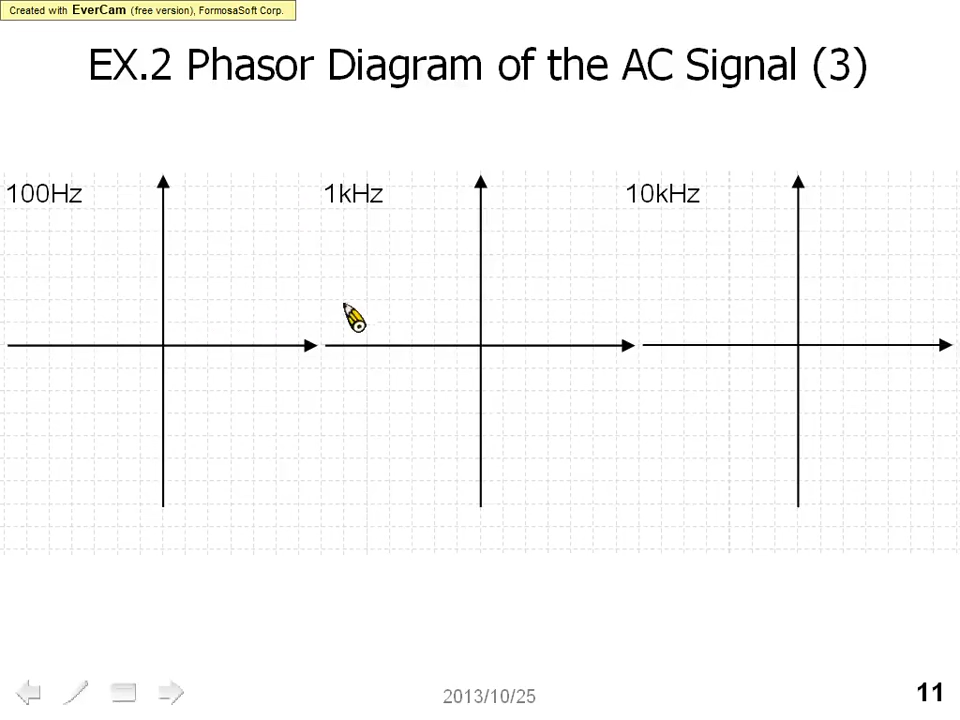 Created with EverCam (free version), FormosaSoft Corp.
EX.2 Phasor Diagram of the AC Signal (3)
100Hz
1kHz
10kHz
2013/10/25
11